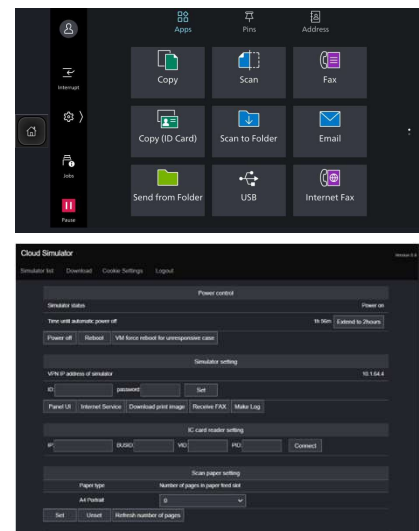 Apps Pins Address
Interrupt
Copy Scan Fax
Copy (ID Card) Scan to Folder Email
Jobs
Send from Folder USB Internet Fax
Pause
Cloud Simulator
Simulator list Download Cookie Settings Logout
Power control
Simulator status Power on
Time until automatic power off 1h 56m Extend to 2hours
Power off Reboot VM force reboot for unresponsive case
Simulator setting
VPN IP address of simulator 10.1.64.4
ID: password: Set
Panel UI Internet Service Download print image Receive FAX Make Log
IC card reader setting
IP: BUSID: VID: PID: Connect
Scan paper setting
Paper type Number of pages in paper feed slot
A4 Portrait 0
Set Unset Refresh number of pages